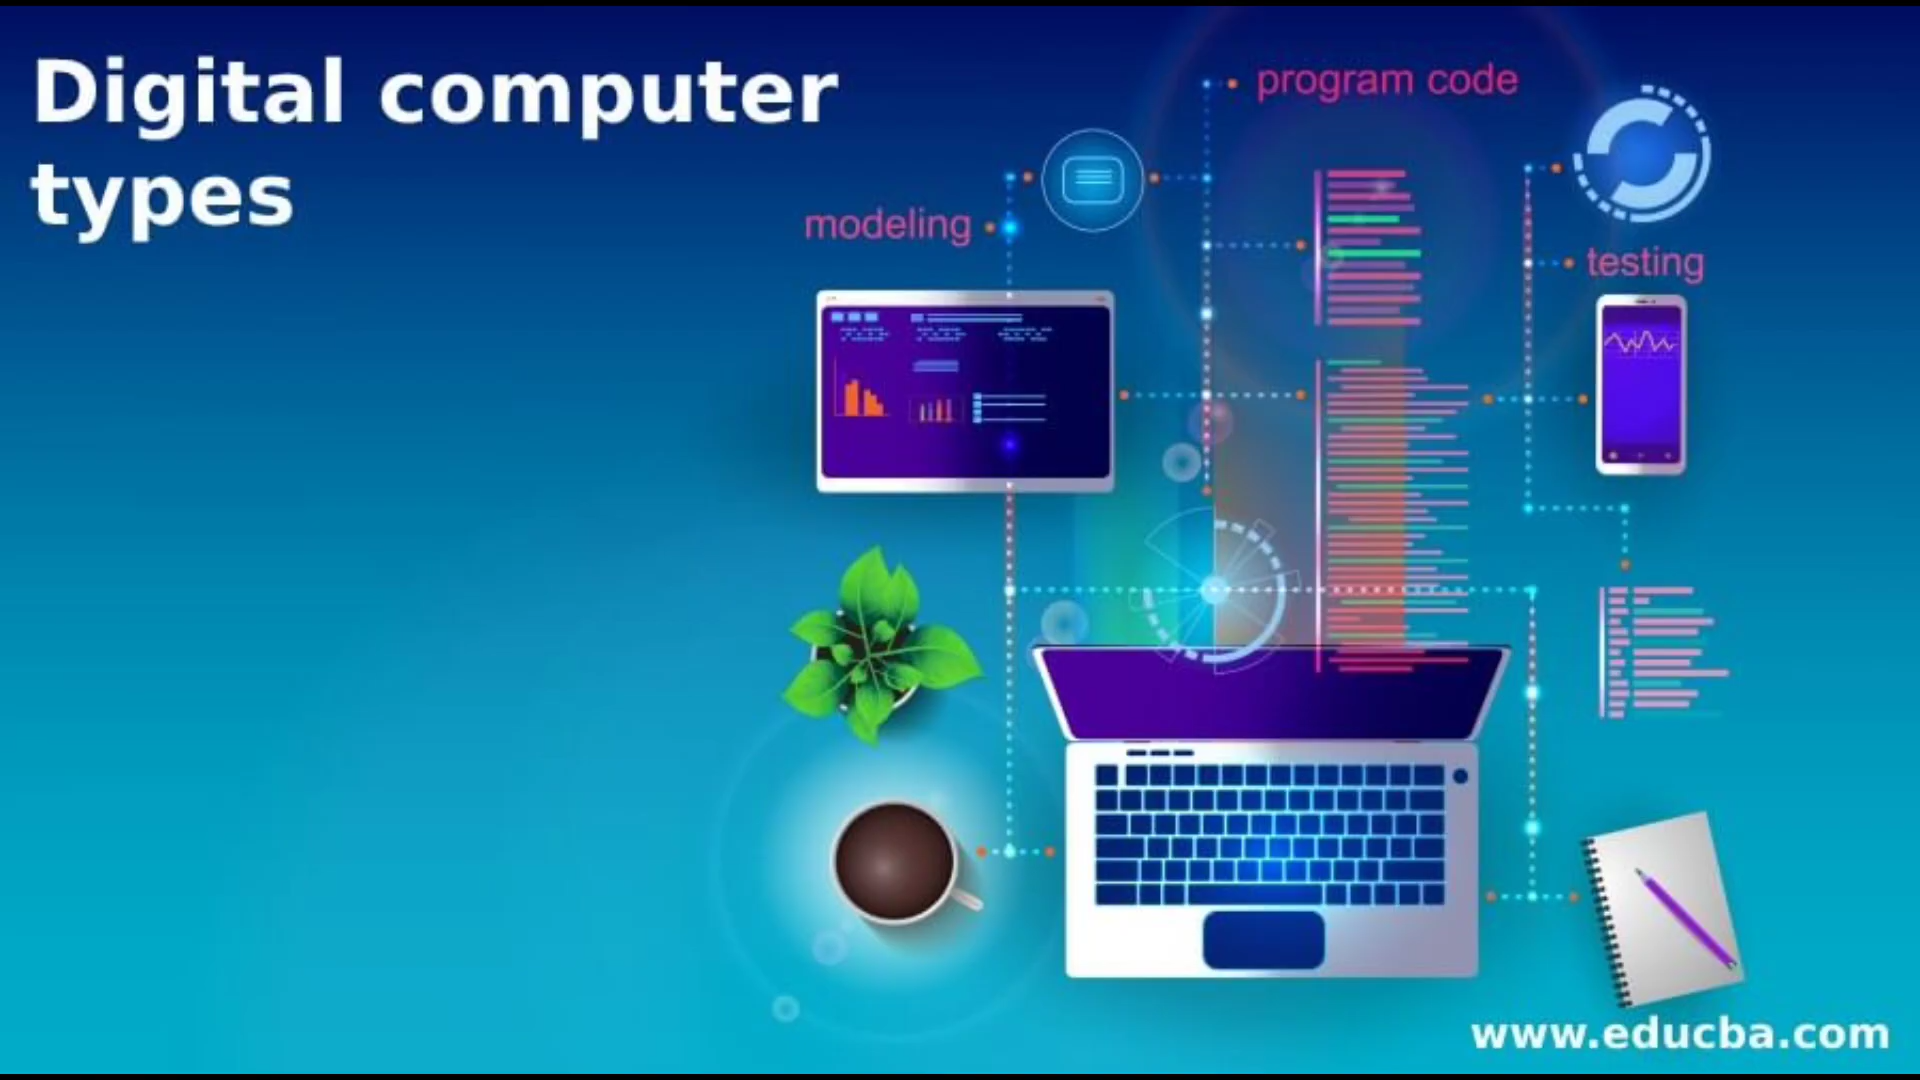 Digital computer
types
program code
modeling
testing
www.educba.com